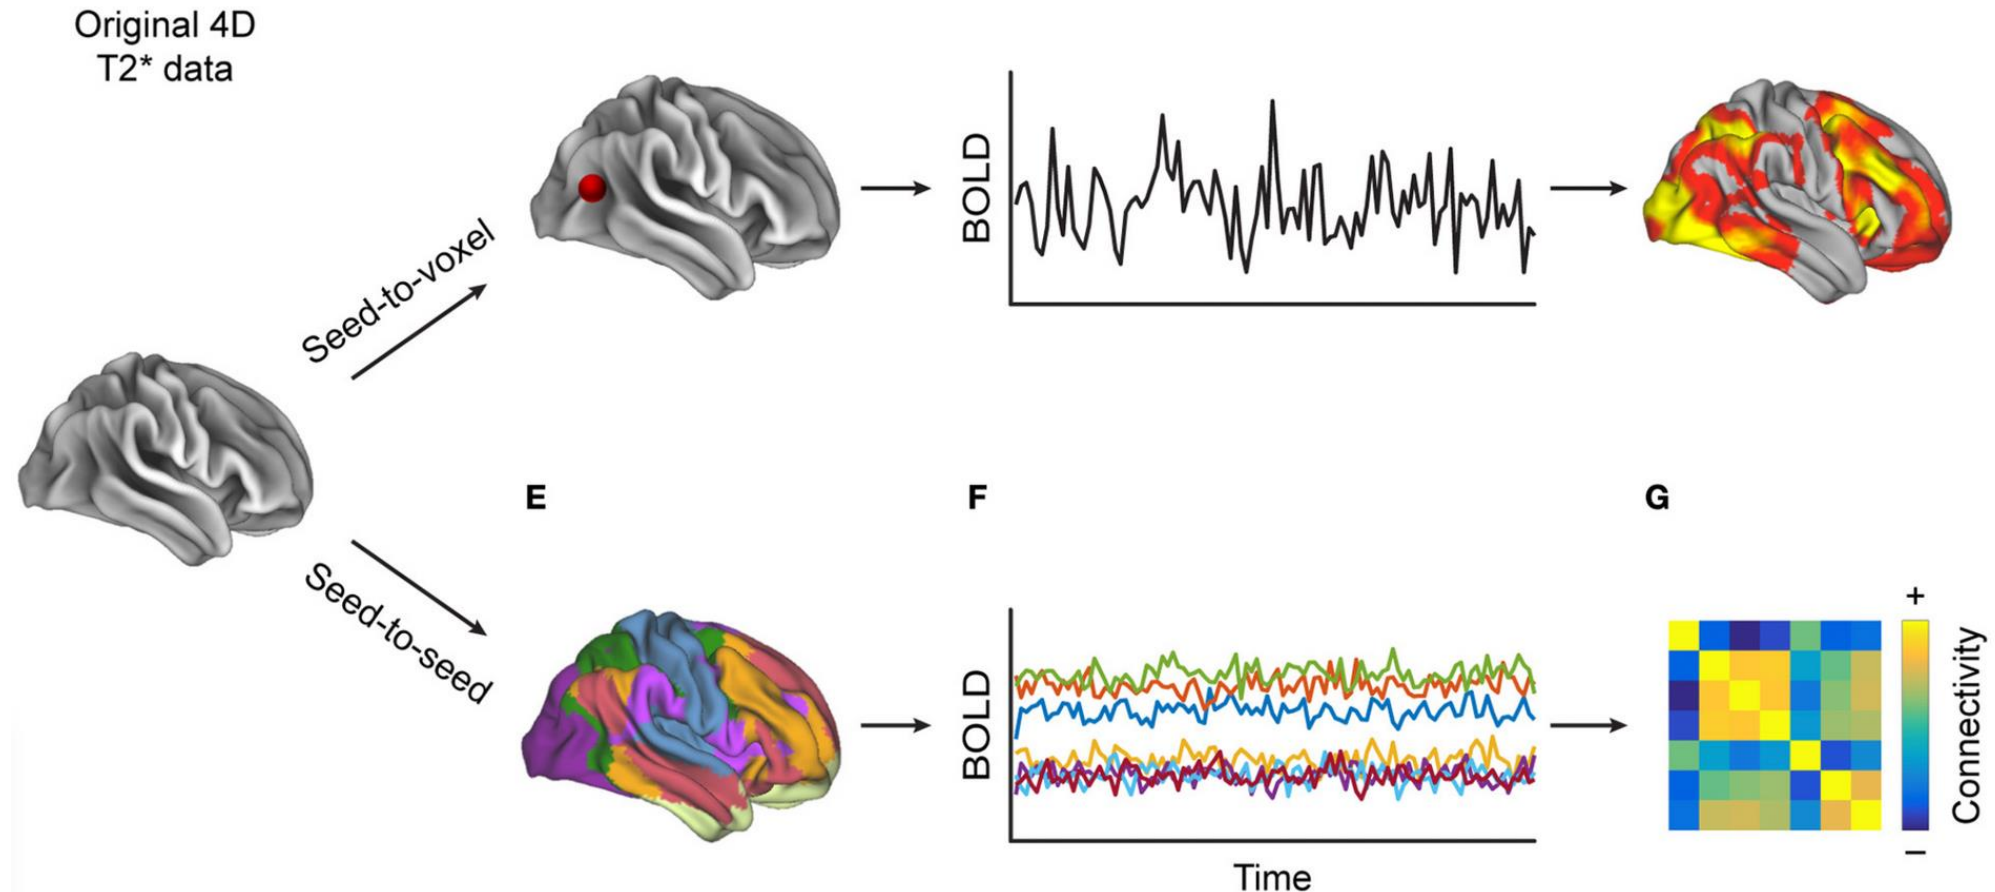 Original 4D
T2* data
Seed-to-voxel
BOLD
E
F
G
Seed-to-seed
BOLD
Time
+
Connectivity
−